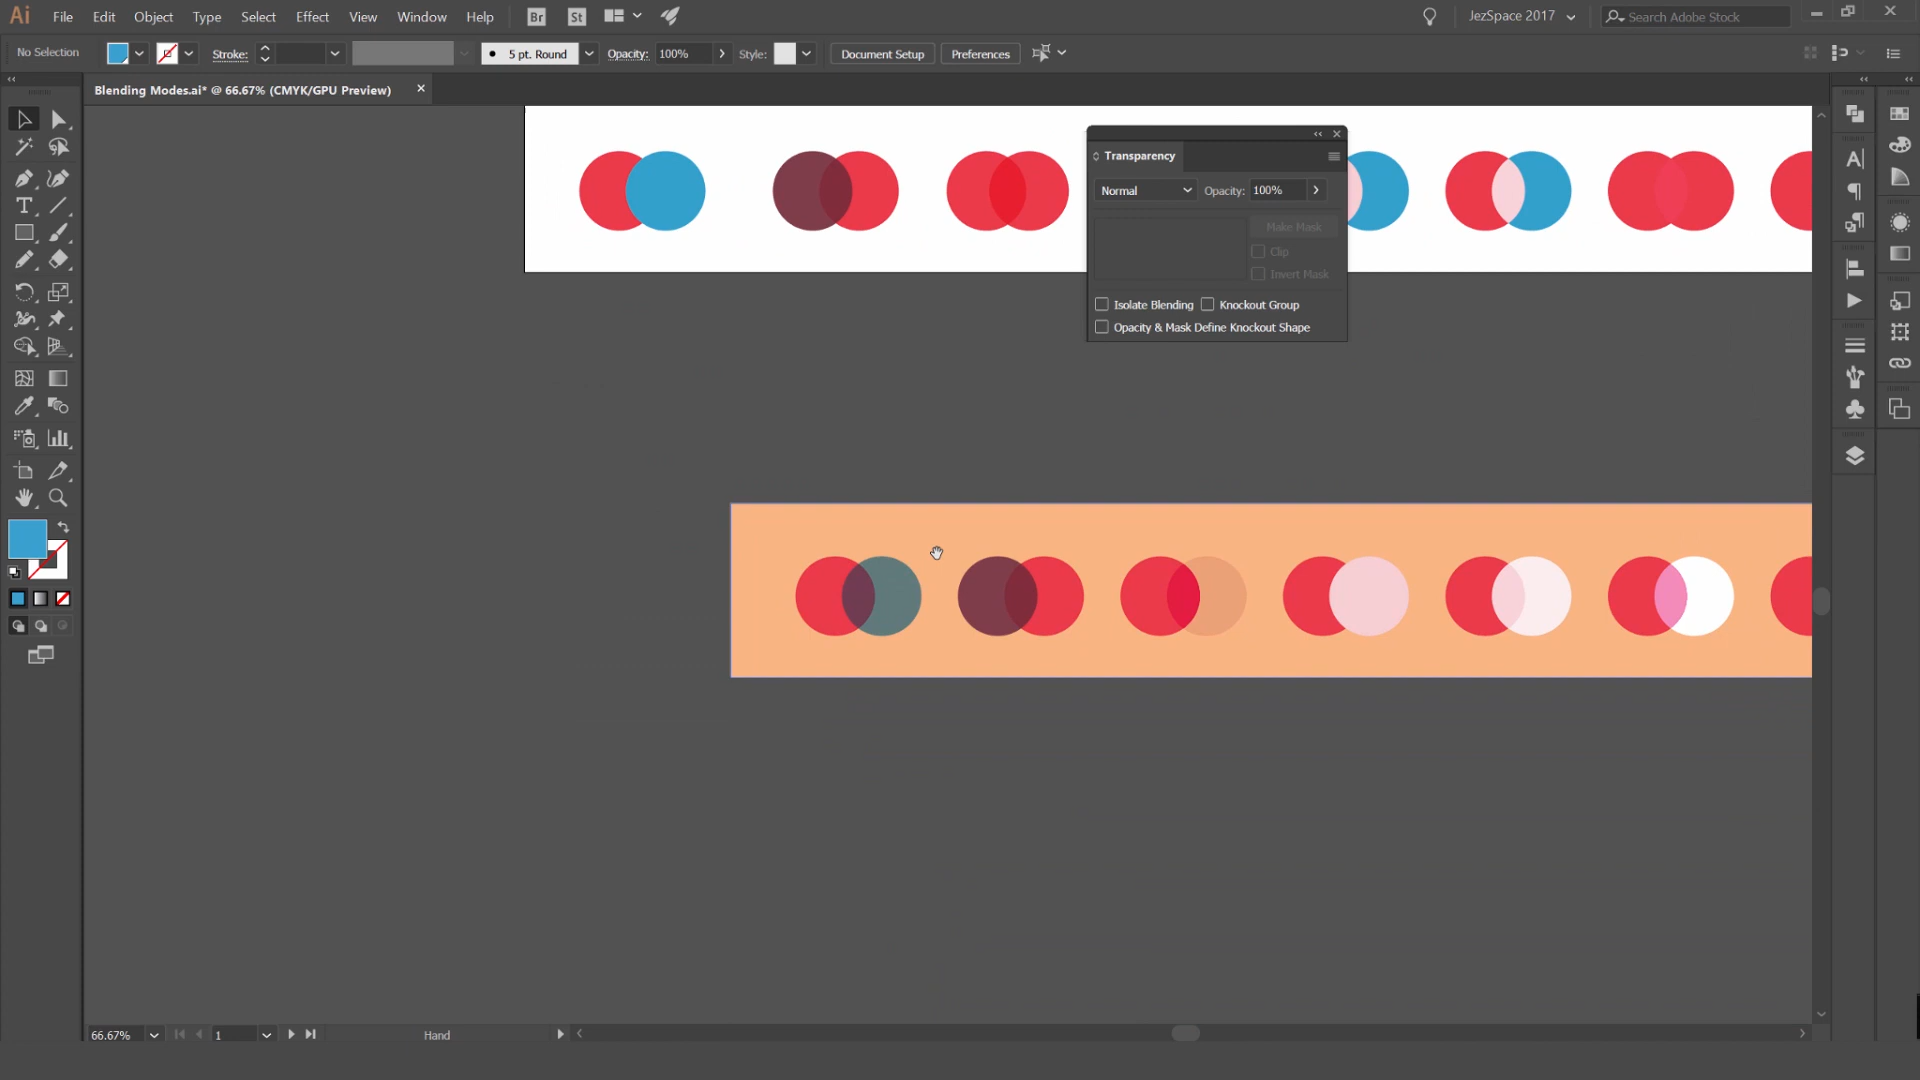 Ai File Edit Object Type Select Effect View Window Help Br St JezSpace 2017 Search Adobe Stock
No Selection Stroke: 5 pt. Round Opacity: 100% Style: Document Setup Preferences
Blending Modes.ai* @ 66.67% (CMYK/GPU Preview)
Transparency
Normal Opacity: 100%
Make Mask
Clip
Invert Mask
Isolate Blending Knockout Group
Opacity & Mask Define Knockout Shape
66.67% 1 Hand